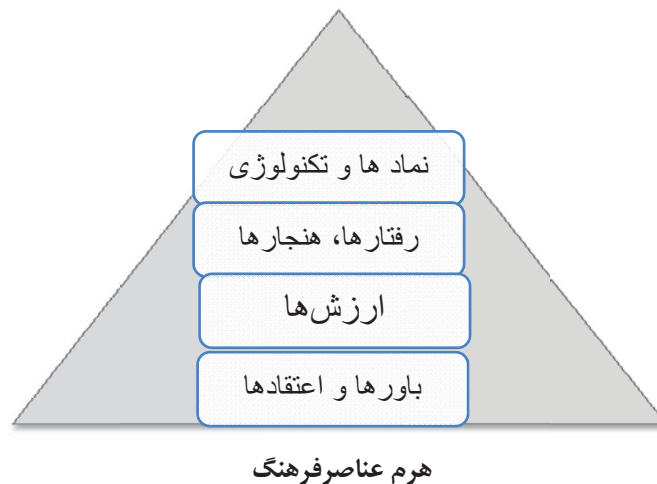 نماد ها و تکنولوژی
رفتارها، هنجارها
ارزش‌ها
باورها و اعتقادها
هرم عناصرفرهنگ